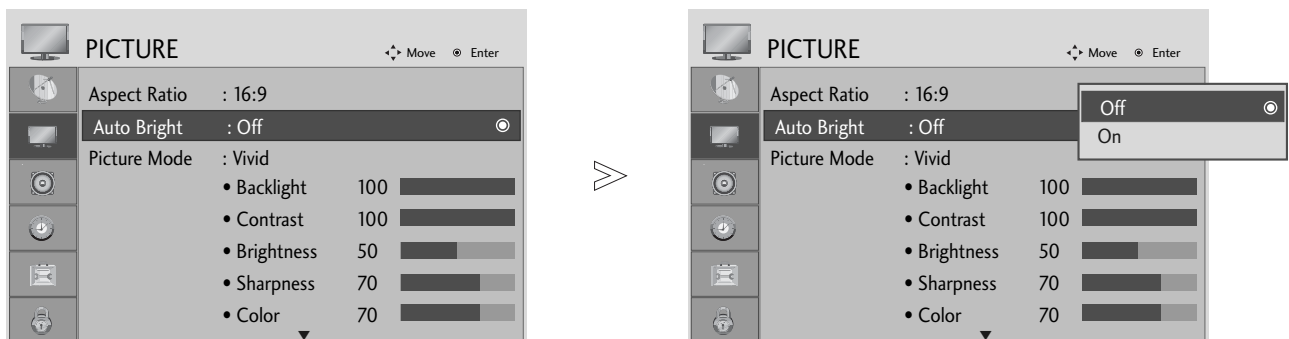 PICTURE Move Enter
Aspect Ratio : 16:9
Auto Bright : Off
Picture Mode : Vivid
• Backlight 100
• Contrast 100
• Brightness 50
• Sharpness 70
• Color 70
PICTURE Move Enter
Aspect Ratio : 16:9
Auto Bright : Off
Picture Mode : Vivid
• Backlight 100
• Contrast 100
• Brightness 50
• Sharpness 70
• Color 70
Off
On